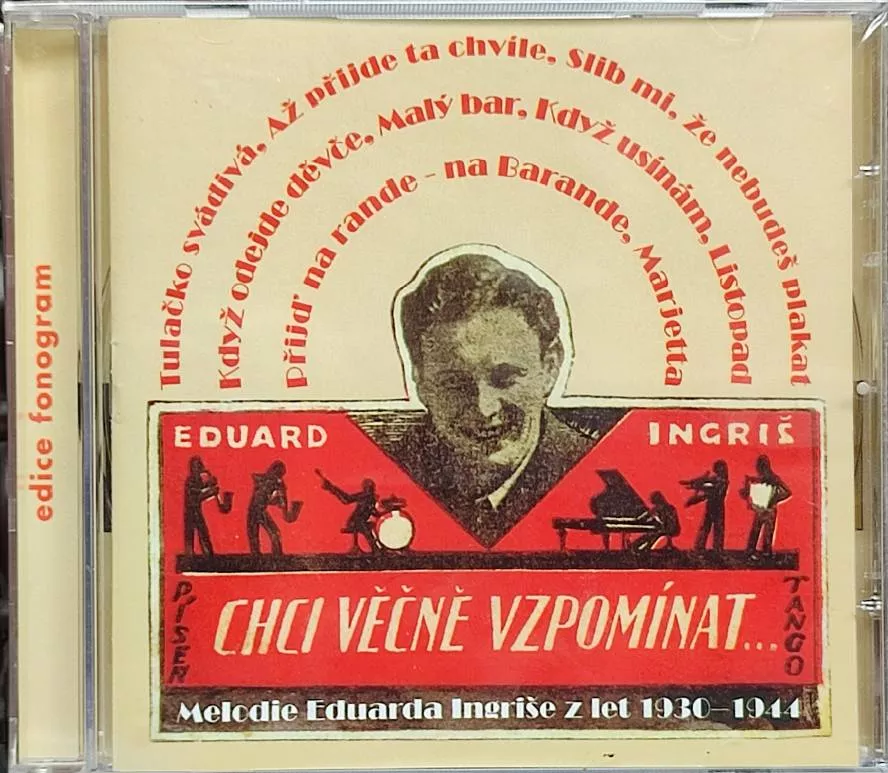 edice fonogram
Tulačko svádivá, Až přijde ta chvíle, Slib mi, že nebudeš plakat
Když odejde děvče, Malý bar, Když usínám, Listopad
Přijď na rande - na Barande, Marjetta
EDUARD INGRIŠ
PÍSEŇ
TANGO
CHCI VĚČNĚ VZPOMÍNAT...
Melodie Eduarda Ingriše z let 1930–1944